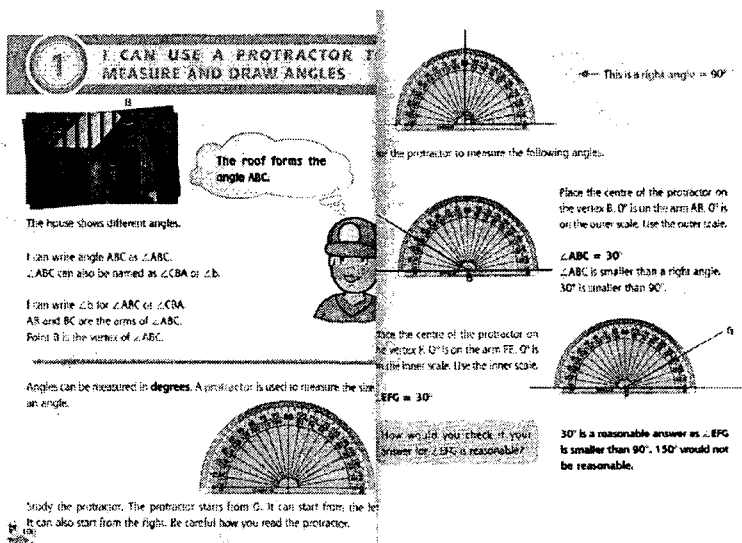 1
I CAN USE A PROTRACTOR T
MEASURE AND DRAW ANGLES
B
The roof forms the
angle ABC.
The house shows different angles.
I can write angle ABC as ∠ABC.
∠ABC can also be named as ∠CBA or ∠b.
I can write ∠b for ∠ABC or ∠CBA.
AB and BC are the arms of ∠ABC.
Point B is the vertex of ∠ABC.
Angles can be measured in degrees. A protractor is used to measure the size
an angle.
Study the protractor. The protractor starts from 0. It can start from the le
It can also start from the right. Be careful how you read the protractor.
This is a right angle = 90°
the protractor to measure the following angles.
Place the centre of the protractor on
the vertex B. 0° is on the arm AB. 0° is
on the outer scale. Use the outer scale.
∠ABC = 30°
∠ABC is smaller than a right angle.
30° is smaller than 90°.
B
ace the centre of the protractor on
he vertex F. 0° is on the arm FE. 0° is
n the inner scale. Use the inner scale.
EFG = 30°
G
F
How would you check if your
answer for ∠EFG is reasonable?
30° is a reasonable answer as ∠EFG
is smaller than 90°. 150° would not
be reasonable.